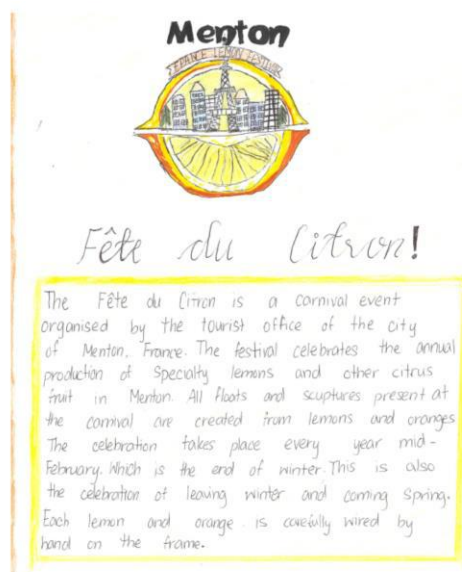 Menton
FRANCE LEMON FESTIVAL
Fête du Citron!
The Fête du Citron is a carnival event
organised by the tourist office of the city
of Menton, France. The festival celebrates the annual
production of Specialty lemons and other citrus
fruit in Menton. All floats and scuptures present at
the carnival are created from lemons and oranges
The celebration takes place every year mid-
February. Which is the end of winter. This is also
the celebration of leaving winter and coming spring.
Each lemon and orange is carefully wired by
hand on the frame.